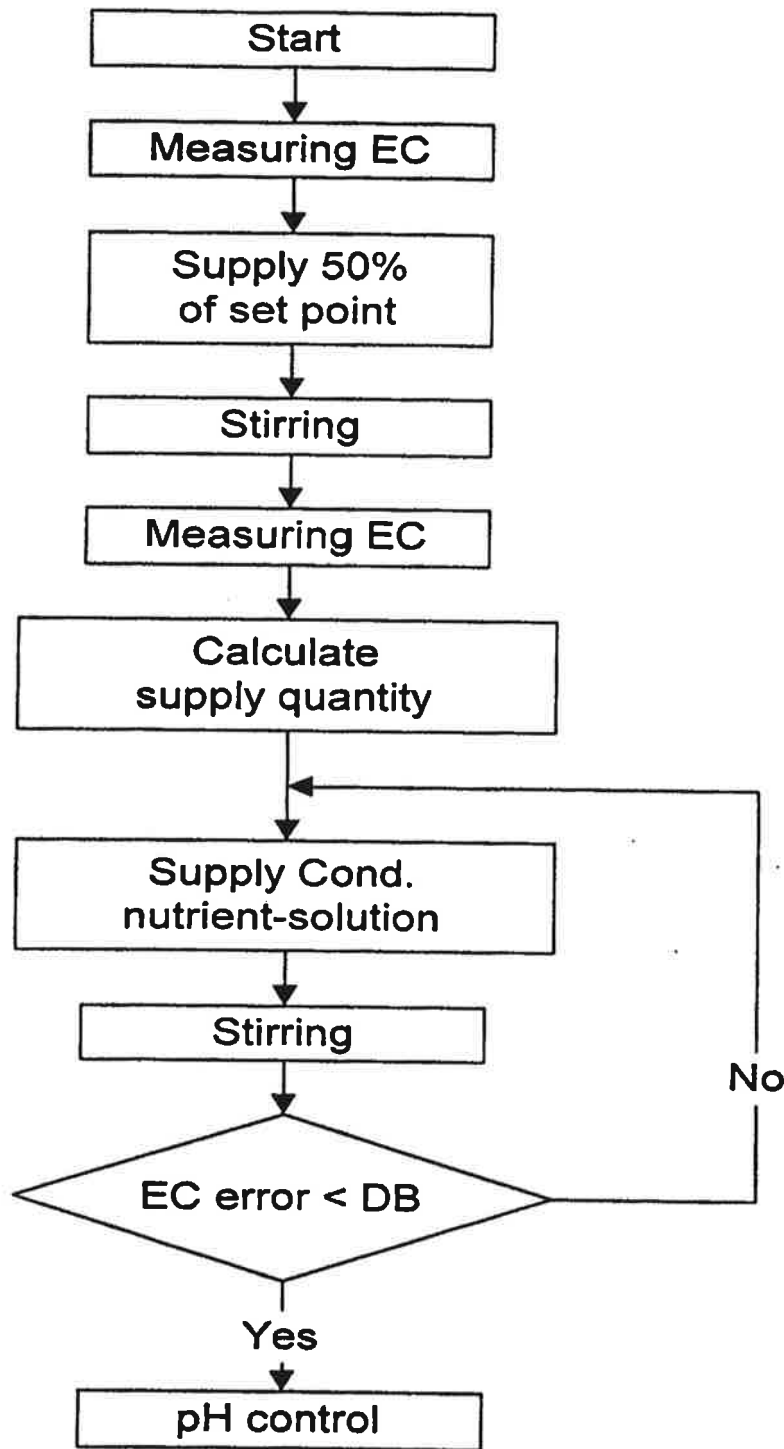 Start
Measuring EC
Supply 50%
of set point
Stirring
Measuring EC
Calculate
supply quantity
Supply Cond.
nutrient-solution
Stirring
No
EC error < DB
Yes
pH control